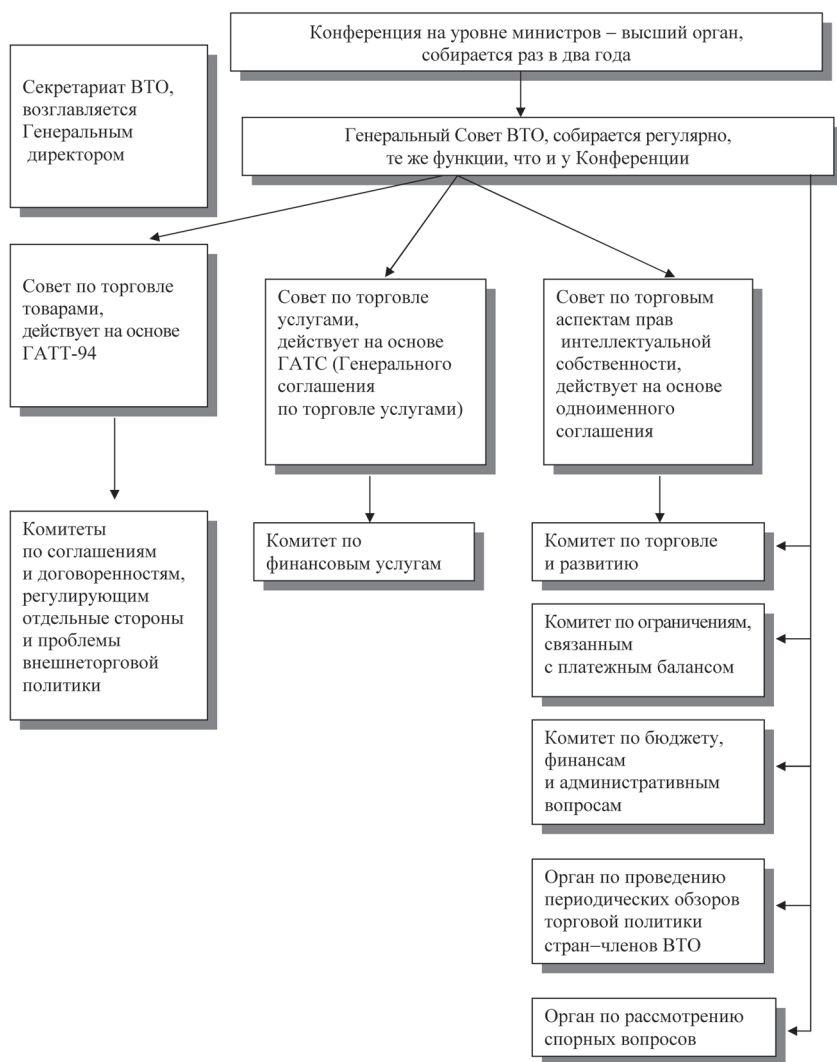 Конференция на уровне министров – высший орган,
собирается раз в два года
Секретариат ВТО,
возглавляется
Генеральным
директором
Генеральный Совет ВТО, собирается регулярно,
те же функции, что и у Конференции
Совет по торговле
товарами,
действует на основе
ГАТТ-94
Совет по торговле
услугами,
действует на основе
ГАТС (Генерального
соглашения
по торговле услугами)
Совет по торговым
аспектам прав
интеллектуальной
собственности,
действует на основе
одноименного
соглашения
Комитеты
по соглашениям
и договоренностям,
регулирующим
отдельные стороны
и проблемы
внешнеторговой
политики
Комитет по
финансовым услугам
Комитет по торговле
и развитию
Комитет по ограничениям,
связанным
с платежным балансом
Комитет по бюджету,
финансам
и административным
вопросам
Орган по проведению
периодических обзоров
торговой политики
стран–членов ВТО
Орган по рассмотрению
спорных вопросов